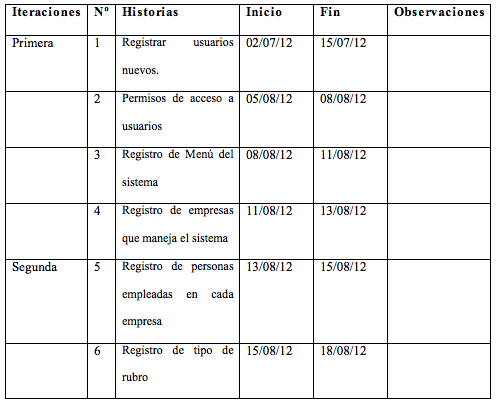 Iteraciones Nº Historias Inicio Fin Observaciones
Primera 1 Registrar usuarios 02/07/12 15/07/12
nuevos.
2 Permisos de acceso a 05/08/12 08/08/12
usuarios
3 Registro de Menú del 08/08/12 11/08/12
sistema
4 Registro de empresas 11/08/12 13/08/12
que maneja el sistema
Segunda 5 Registro de personas 13/08/12 15/08/12
empleadas en cada
empresa
6 Registro de tipo de 15/08/12 18/08/12
rubro